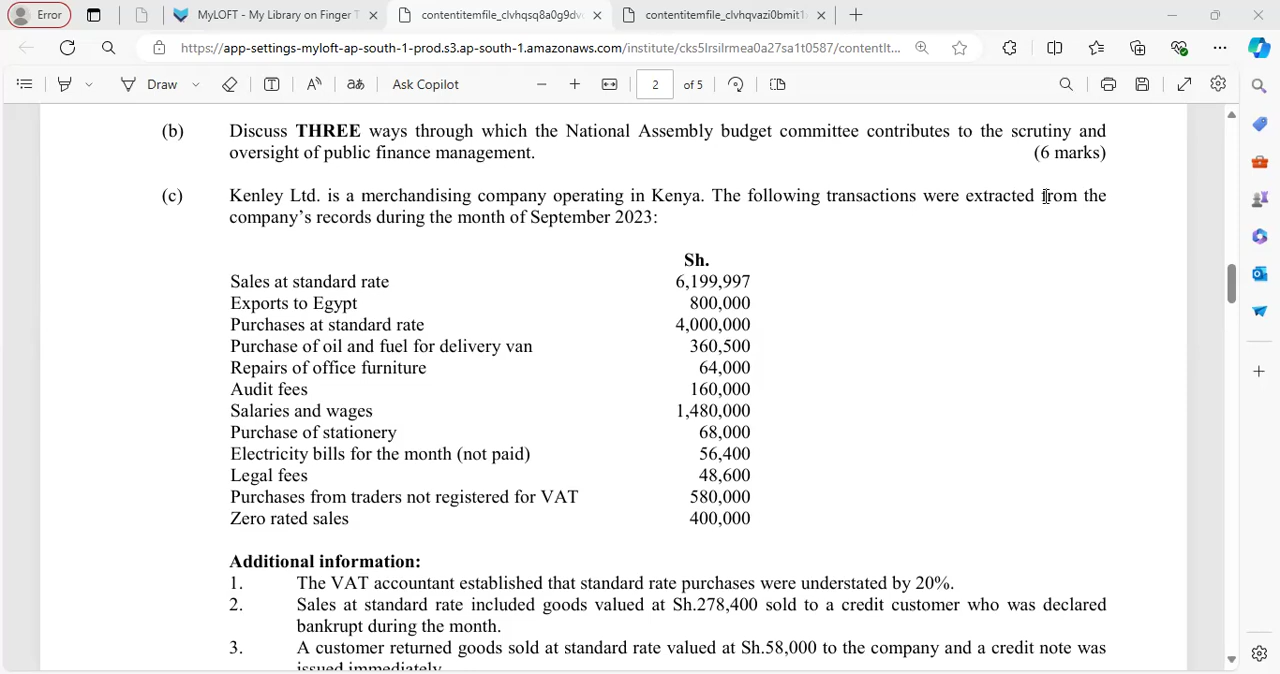 Error
MyLOFT - My Library on Finger T
contentitemfile_clvhqsq8a0g9dv
contentitemfile_clvhqvazi0bmit1
https://app-settings-myloft-ap-south-1-prod.s3.ap-south-1.amazonaws.com/institute/cks5lrsilrmea0a27sa1t0587/contentIt...
Draw
aあ
Ask Copilot
2 of 5
(b) Discuss THREE ways through which the National Assembly budget committee contributes to the scrutiny and
oversight of public finance management. (6 marks)
(c) Kenley Ltd. is a merchandising company operating in Kenya. The following transactions were extracted from the
company's records during the month of September 2023:
Sh.
Sales at standard rate 6,199,997
Exports to Egypt 800,000
Purchases at standard rate 4,000,000
Purchase of oil and fuel for delivery van 360,500
Repairs of office furniture 64,000
Audit fees 160,000
Salaries and wages 1,480,000
Purchase of stationery 68,000
Electricity bills for the month (not paid) 56,400
Legal fees 48,600
Purchases from traders not registered for VAT 580,000
Zero rated sales 400,000
Additional information:
1. The VAT accountant established that standard rate purchases were understated by 20%.
2. Sales at standard rate included goods valued at Sh.278,400 sold to a credit customer who was declared
bankrupt during the month.
3. A customer returned goods sold at standard rate valued at Sh.58,000 to the company and a credit note was
issued immediately.